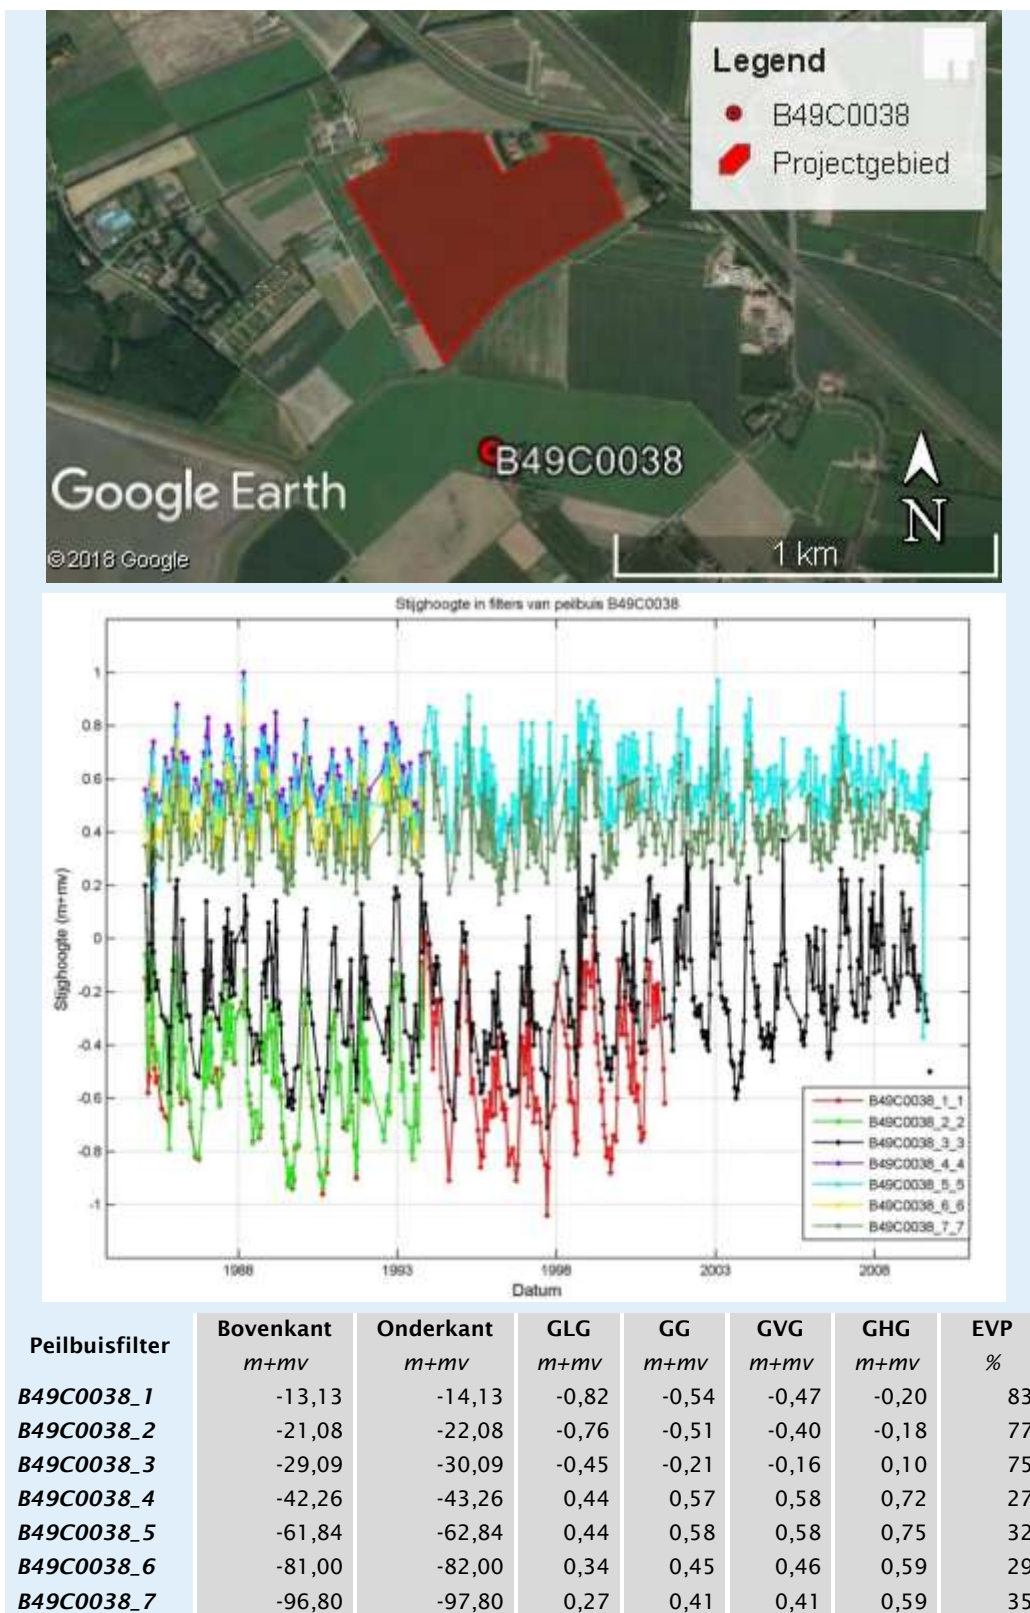 Legend
B49C0038
Projectgebied
B49C0038
Google Earth
N
©2018 Google
1 km
Stijghoogte in filters van peilbuis B49C0038
Stijghoogte (m+mv)
1
0.8
0.6
0.4
0.2
0
-0.2
-0.4
-0.6
-0.8
-1
B49C0038_1_1
B49C0038_2_2
B49C0038_3_3
B49C0038_4_4
B49C0038_5_5
B49C0038_6_6
B49C0038_7_7
1988 1993 1998 2003 2008
Datum
Peilbuisfilter Bovenkant Onderkant GLG GG GVG GHG EVP
m+mv m+mv m+mv m+mv m+mv m+mv %
B49C0038_1 -13,13 -14,13 -0,82 -0,54 -0,47 -0,20 83
B49C0038_2 -21,08 -22,08 -0,76 -0,51 -0,40 -0,18 77
B49C0038_3 -29,09 -30,09 -0,45 -0,21 -0,16 0,10 75
B49C0038_4 -42,26 -43,26 0,44 0,57 0,58 0,72 27
B49C0038_5 -61,84 -62,84 0,44 0,58 0,58 0,75 32
B49C0038_6 -81,00 -82,00 0,34 0,45 0,46 0,59 29
B49C0038_7 -96,80 -97,80 0,27 0,41 0,41 0,59 35